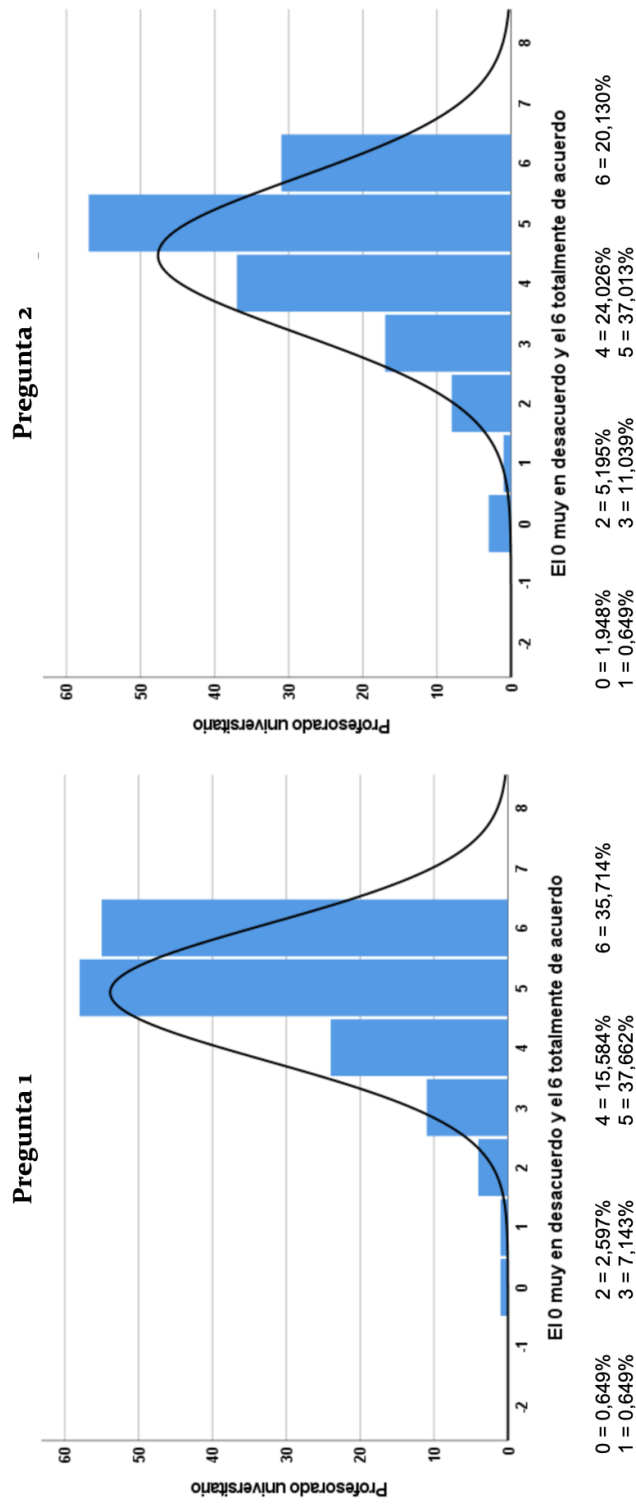 Pregunta 1
60
50
40
30
20
10
0
Profesorado universitario
-2 -1 0 1 2 3 4 5 6 7 8
El 0 muy en desacuerdo y el 6 totalmente de acuerdo
0 = 0,649% 2 = 2,597% 4 = 15,584% 6 = 35,714%
1 = 0,649% 3 = 7,143% 5 = 37,662%
Pregunta 2
60
50
40
30
20
10
0
Profesorado universitario
-2 -1 0 1 2 3 4 5 6 7 8
El 0 muy en desacuerdo y el 6 totalmente de acuerdo
0 = 1,948% 2 = 5,195% 4 = 24,026% 6 = 20,130%
1 = 0,649% 3 = 11,039% 5 = 37,013%